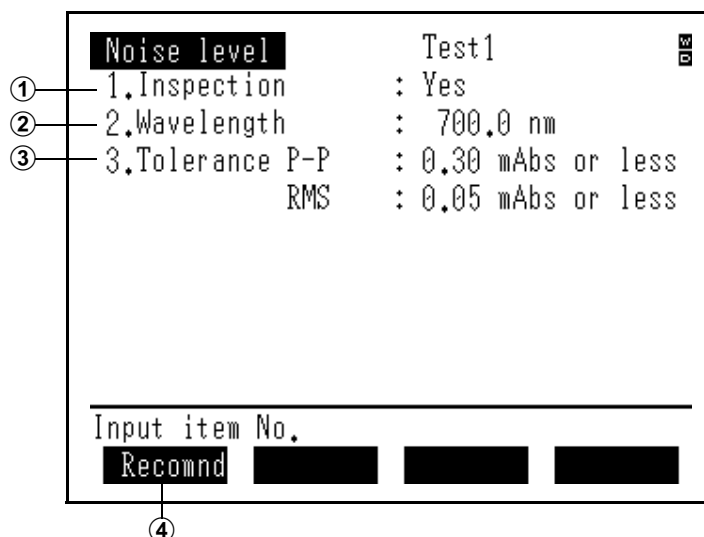 Noise level Test1 W D
① 1.Inspection : Yes
② 2.Wavelength : 700.0 nm
③ 3.Tolerance P-P : 0.30 mAbs or less
RMS : 0.05 mAbs or less
Input item No.
Recomnd
④